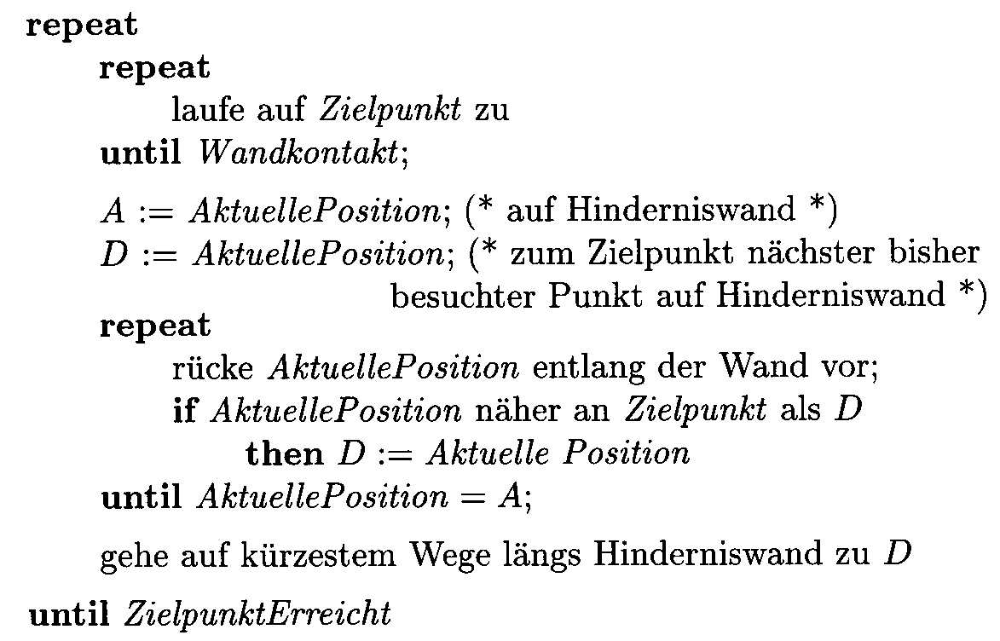 repeat
repeat
laufe auf Zielpunkt zu
until Wandkontakt;
A := AktuellePosition; (* auf Hinderniswand *)
D := AktuellePosition; (* zum Zielpunkt nächster bisher
besuchter Punkt auf Hinderniswand *)
repeat
rücke AktuellePosition entlang der Wand vor;
if AktuellePosition näher an Zielpunkt als D
then D := Aktuelle Position
until AktuellePosition = A;
gehe auf kürzestem Wege längs Hinderniswand zu D
until ZielpunktErreicht